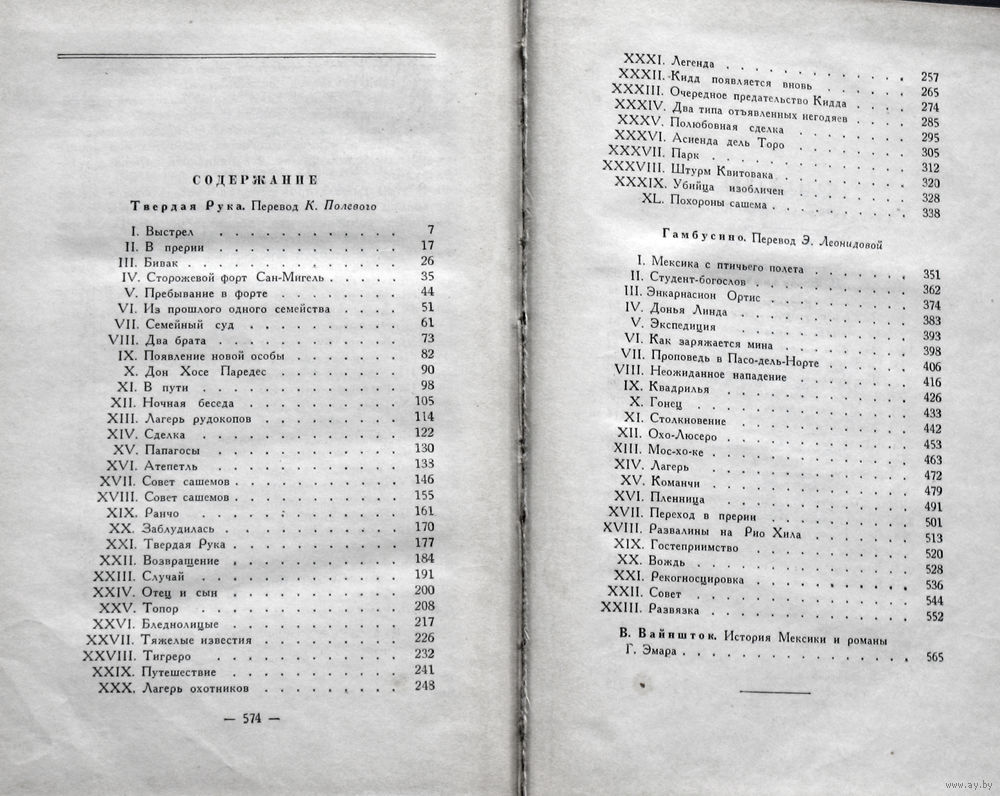 СОДЕРЖАНИЕ
Твердая Рука. Перевод К. Полевого
I. Выстрел . . . . . . . . . . . 7
II. В прерии . . . . . . . . . . . 17
III. Бивак . . . . . . . . . . . . 26
IV. Сторожевой форт Сан-Мигель . . . . . 35
V. Пребывание в форте . . . . . . . . 44
VI. Из прошлого одного семейства . . . . 51
VII. Семейный суд . . . . . . . . . 61
VIII. Два брата . . . . . . . . . . . 73
IX. Появление новой особы . . . . . . . 82
X. Дон Хосе Паредес . . . . . . . . 90
XI. В пути . . . . . . . . . . . . 98
XII. Ночная беседа . . . . . . . . . 105
XIII. Лагерь рудокопов . . . . . . . . 114
XIV. Сделка . . . . . . . . . . . . 122
XV. Папагосы . . . . . . . . . . . 130
XVI. Атепетль . . . . . . . . . . . 133
XVII. Совет сашемов . . . . . . . . . . 146
XVIII. Совет сашемов . . . . . . . . . . 155
XIX. Ранчо . . . . . . . . . . . . 161
XX. Заблудилась . . . . . . . . . . 170
XXI. Твердая Рука . . . . . . . . . . 177
XXII. Возвращение . . . . . . . . . . 184
XXIII. Случай . . . . . . . . . . . . 191
XXIV. Отец и сын . . . . . . . . . . 200
XXV. Топор . . . . . . . . . . . . 208
XXVI. Бледнолицые . . . . . . . . . . 217
XXVII. Тяжелые известия . . . . . . . . 226
XXVIII. Тигреро . . . . . . . . . . . 232
XXIX. Путешествие . . . . . . . . . . 241
XXX. Лагерь охотников . . . . . . . . . 248
— 574 —
XXXI. Легенда . . . . . . . . . . . . 257
XXXII. Кидд появляется вновь . . . . . . . 265
XXXIII. Очередное предательство Кидда . . . . 274
XXXIV. Два типа отъявленных негодяев . . . . 285
XXXV. Полюбовная сделка . . . . . . . . 295
XXXVI. Асиенда дель Торо . . . . . . . . 305
XXXVII. Парк . . . . . . . . . . . . . 312
XXXVIII. Штурм Квитовака . . . . . . . . . 320
XXXIX. Убийца изобличен . . . . . . . . 328
XL. Похороны сашема . . . . . . . . . 338
Гамбусино. Перевод Э. Леонидовой
I. Мексика с птичьего полета . . . . . . 351
II. Студент-богослов . . . . . . . . . 362
III. Энкарнасион Ортис . . . . . . . . 374
IV. Донья Линда . . . . . . . . . . 383
V. Экспедиция . . . . . . . . . . . 393
VI. Как заряжается мина . . . . . . . . 398
VII. Проповедь в Пасо-дель-Норте . . . . . 406
VIII. Неожиданное нападение . . . . . . . 416
IX. Квадрилья . . . . . . . . . . . 426
X. Гонец . . . . . . . . . . . . 433
XI. Столкновение . . . . . . . . . . 442
XII. Охо-Люсеро . . . . . . . . . . . 453
XIII. Мос-хо-ке . . . . . . . . . . . 463
XIV. Лагерь . . . . . . . . . . . . 472
XV. Команчи . . . . . . . . . . . . 479
XVI. Пленница . . . . . . . . . . . 491
XVII. Переход в прерии . . . . . . . . . 501
XVIII. Развалины на Рио Хила . . . . . . . 513
XIX. Гостеприимство . . . . . . . . . 520
XX. Вождь . . . . . . . . . . . . 528
XXI. Рекогносцировка . . . . . . . . . 536
XXII. Совет . . . . . . . . . . . . 544
XXIII. Развязка . . . . . . . . . . . 552
В. Вайншток. История Мексики и романы
Г. Эмара . . . . . . . . . . . . . . 565
www.ay.by